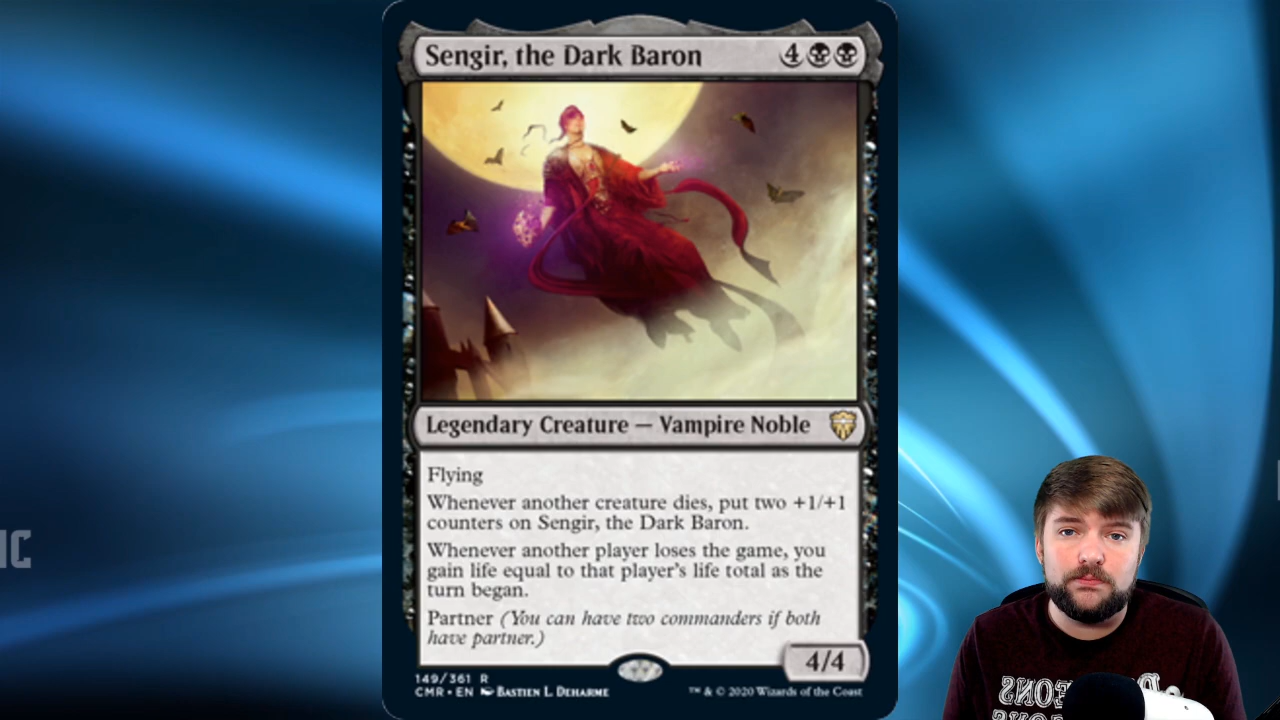 Sengir, the Dark Baron 4
Legendary Creature — Vampire Noble
Flying
Whenever another creature dies, put two +1/+1
counters on Sengir, the Dark Baron.
Whenever another player loses the game, you
gain life equal to that player's life total as the
turn began.
Partner (You can have two commanders if both
have partner.)
4/4
149/361 R
CMR • EN Bastien L. Deharme
™ & © 2020 Wizards of the Coast
IC